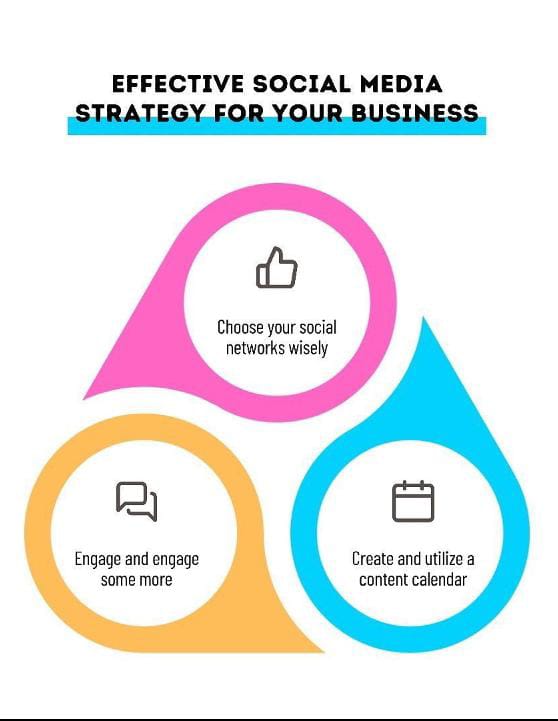 EFFECTIVE SOCIAL MEDIA
STRATEGY FOR YOUR BUSINESS
Choose your social
networks wisely
Engage and engage
some more
Create and utilize a
content calendar